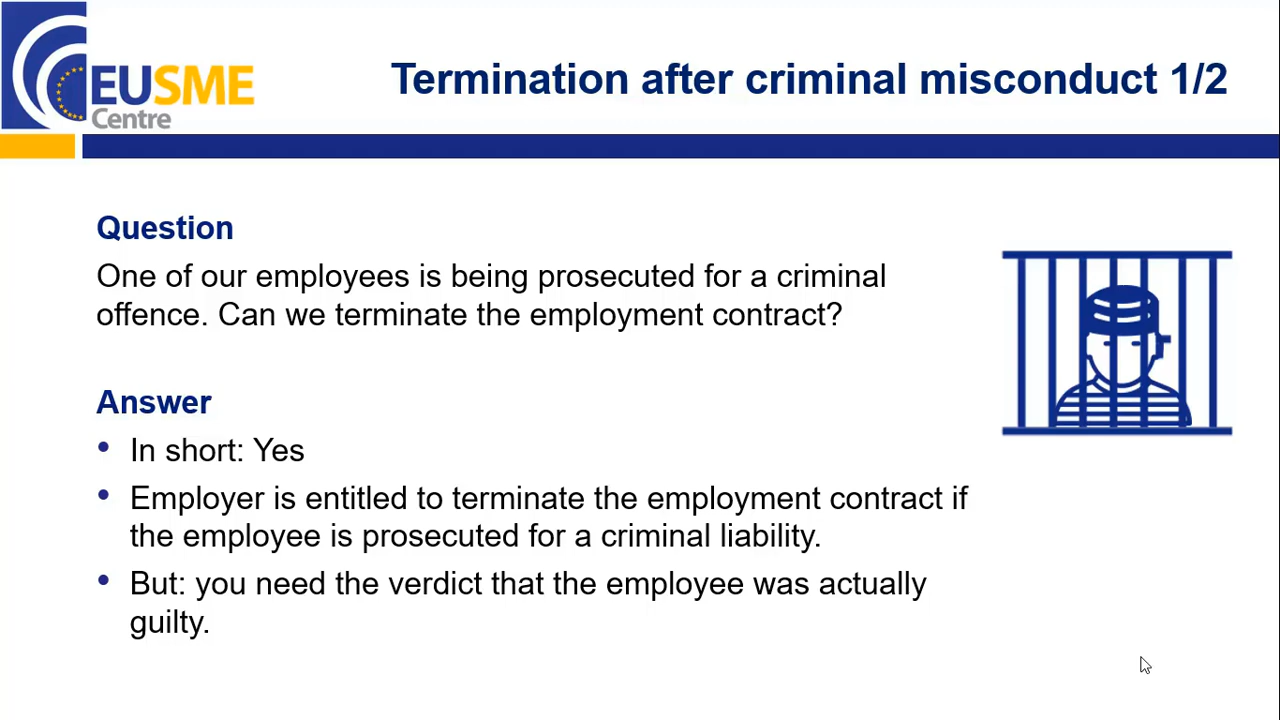 EUSME
Centre
Termination after criminal misconduct 1/2
Question
One of our employees is being prosecuted for a criminal
offence. Can we terminate the employment contract?
Answer
• In short: Yes
• Employer is entitled to terminate the employment contract if
the employee is prosecuted for a criminal liability.
• But: you need the verdict that the employee was actually
guilty.